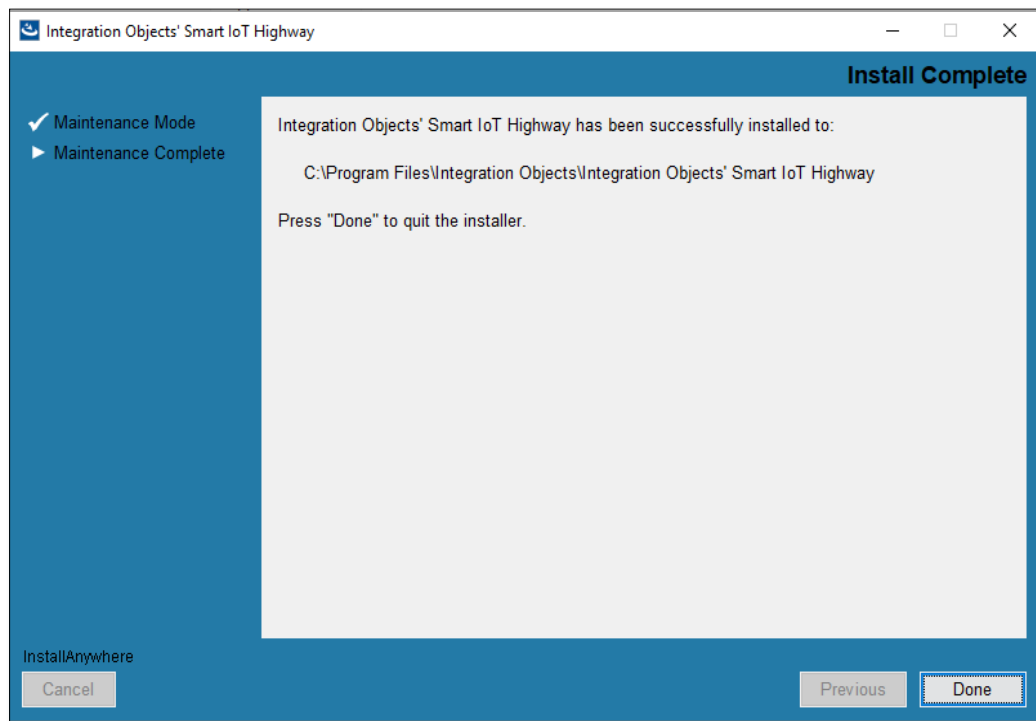 Integration Objects' Smart IoT Highway
Install Complete
Maintenance Mode
Maintenance Complete
Integration Objects' Smart IoT Highway has been successfully installed to:
C:\Program Files\Integration Objects\Integration Objects' Smart IoT Highway
Press "Done" to quit the installer.
InstallAnywhere
Cancel
Previous
Done